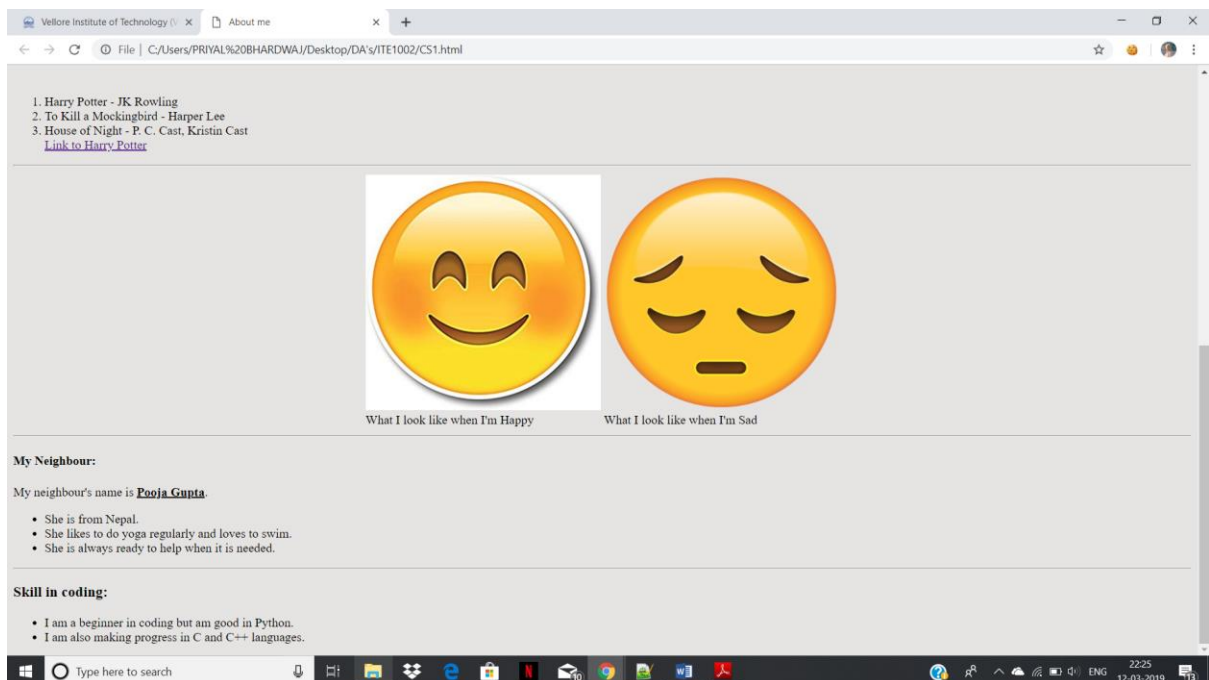 Vellore Institute of Technology (V
About me
File | C:/Users/PRIYAL%20BHARDWAJ/Desktop/DA's/ITE1002/CS1.html
1. Harry Potter - JK Rowling
2. To Kill a Mockingbird - Harper Lee
3. House of Night - P. C. Cast, Kristin Cast
Link to Harry Potter
What I look like when I'm Happy
What I look like when I'm Sad
My Neighbour:
My neighbour's name is Pooja Gupta.
• She is from Nepal.
• She likes to do yoga regularly and loves to swim.
• She is always ready to help when it is needed.
Skill in coding:
• I am a beginner in coding but am good in Python.
• I am also making progress in C and C++ languages.
Type here to search
10
ENG
22:25
12-03-2019
13